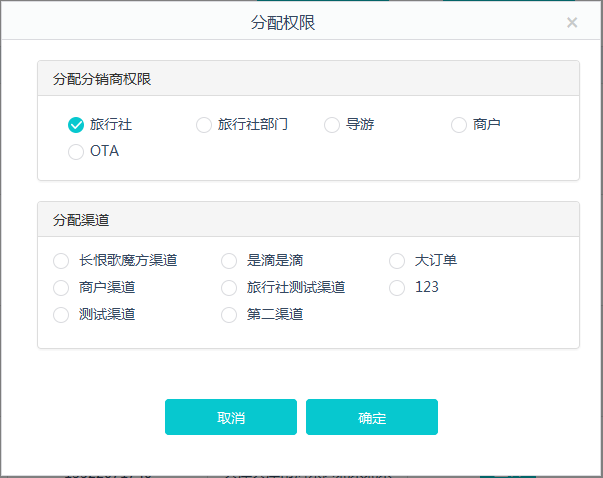 分配权限
分配分销商权限
旅行社 旅行社部门 导游 商户
OTA
分配渠道
长恨歌魔方渠道 是滴是滴 大订单
商户渠道 旅行社测试渠道 123
测试渠道 第二渠道
取消 确定